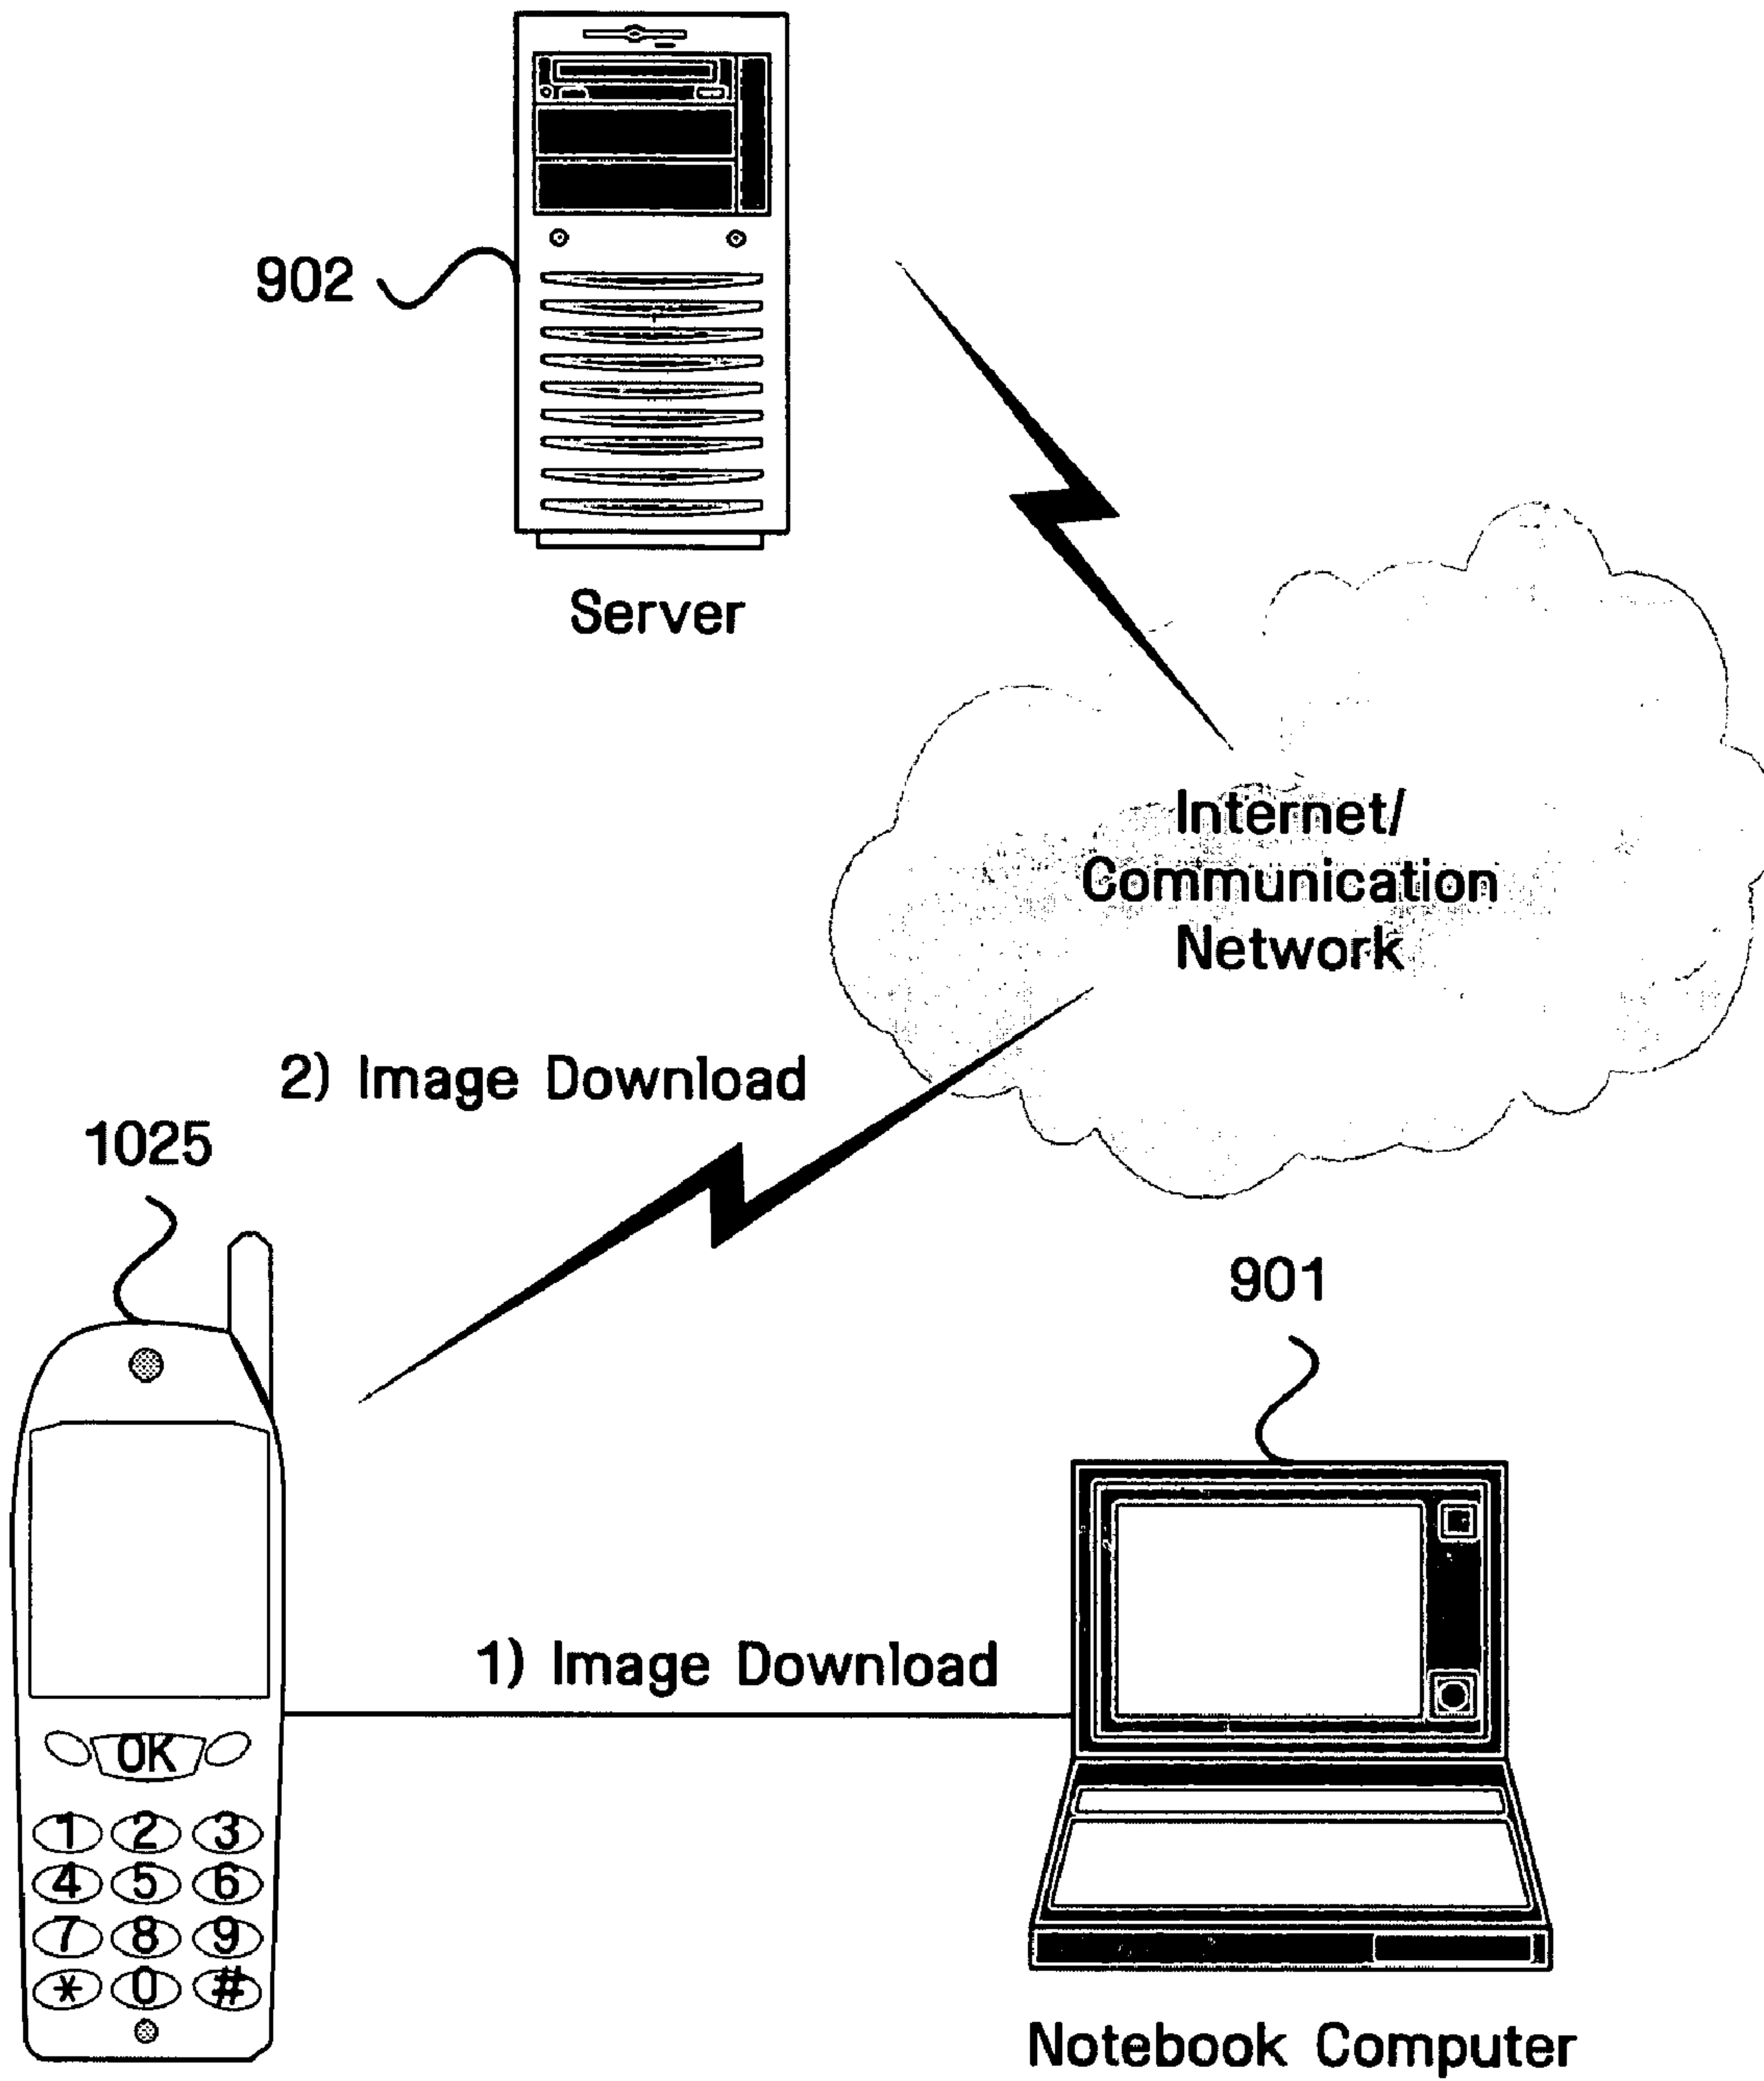 902
Server
Internet/
Communication
Network
2) Image Download
1025
901
1) Image Download
OK
1 2 3
4 5 6
7 8 9
* 0 #
Notebook Computer